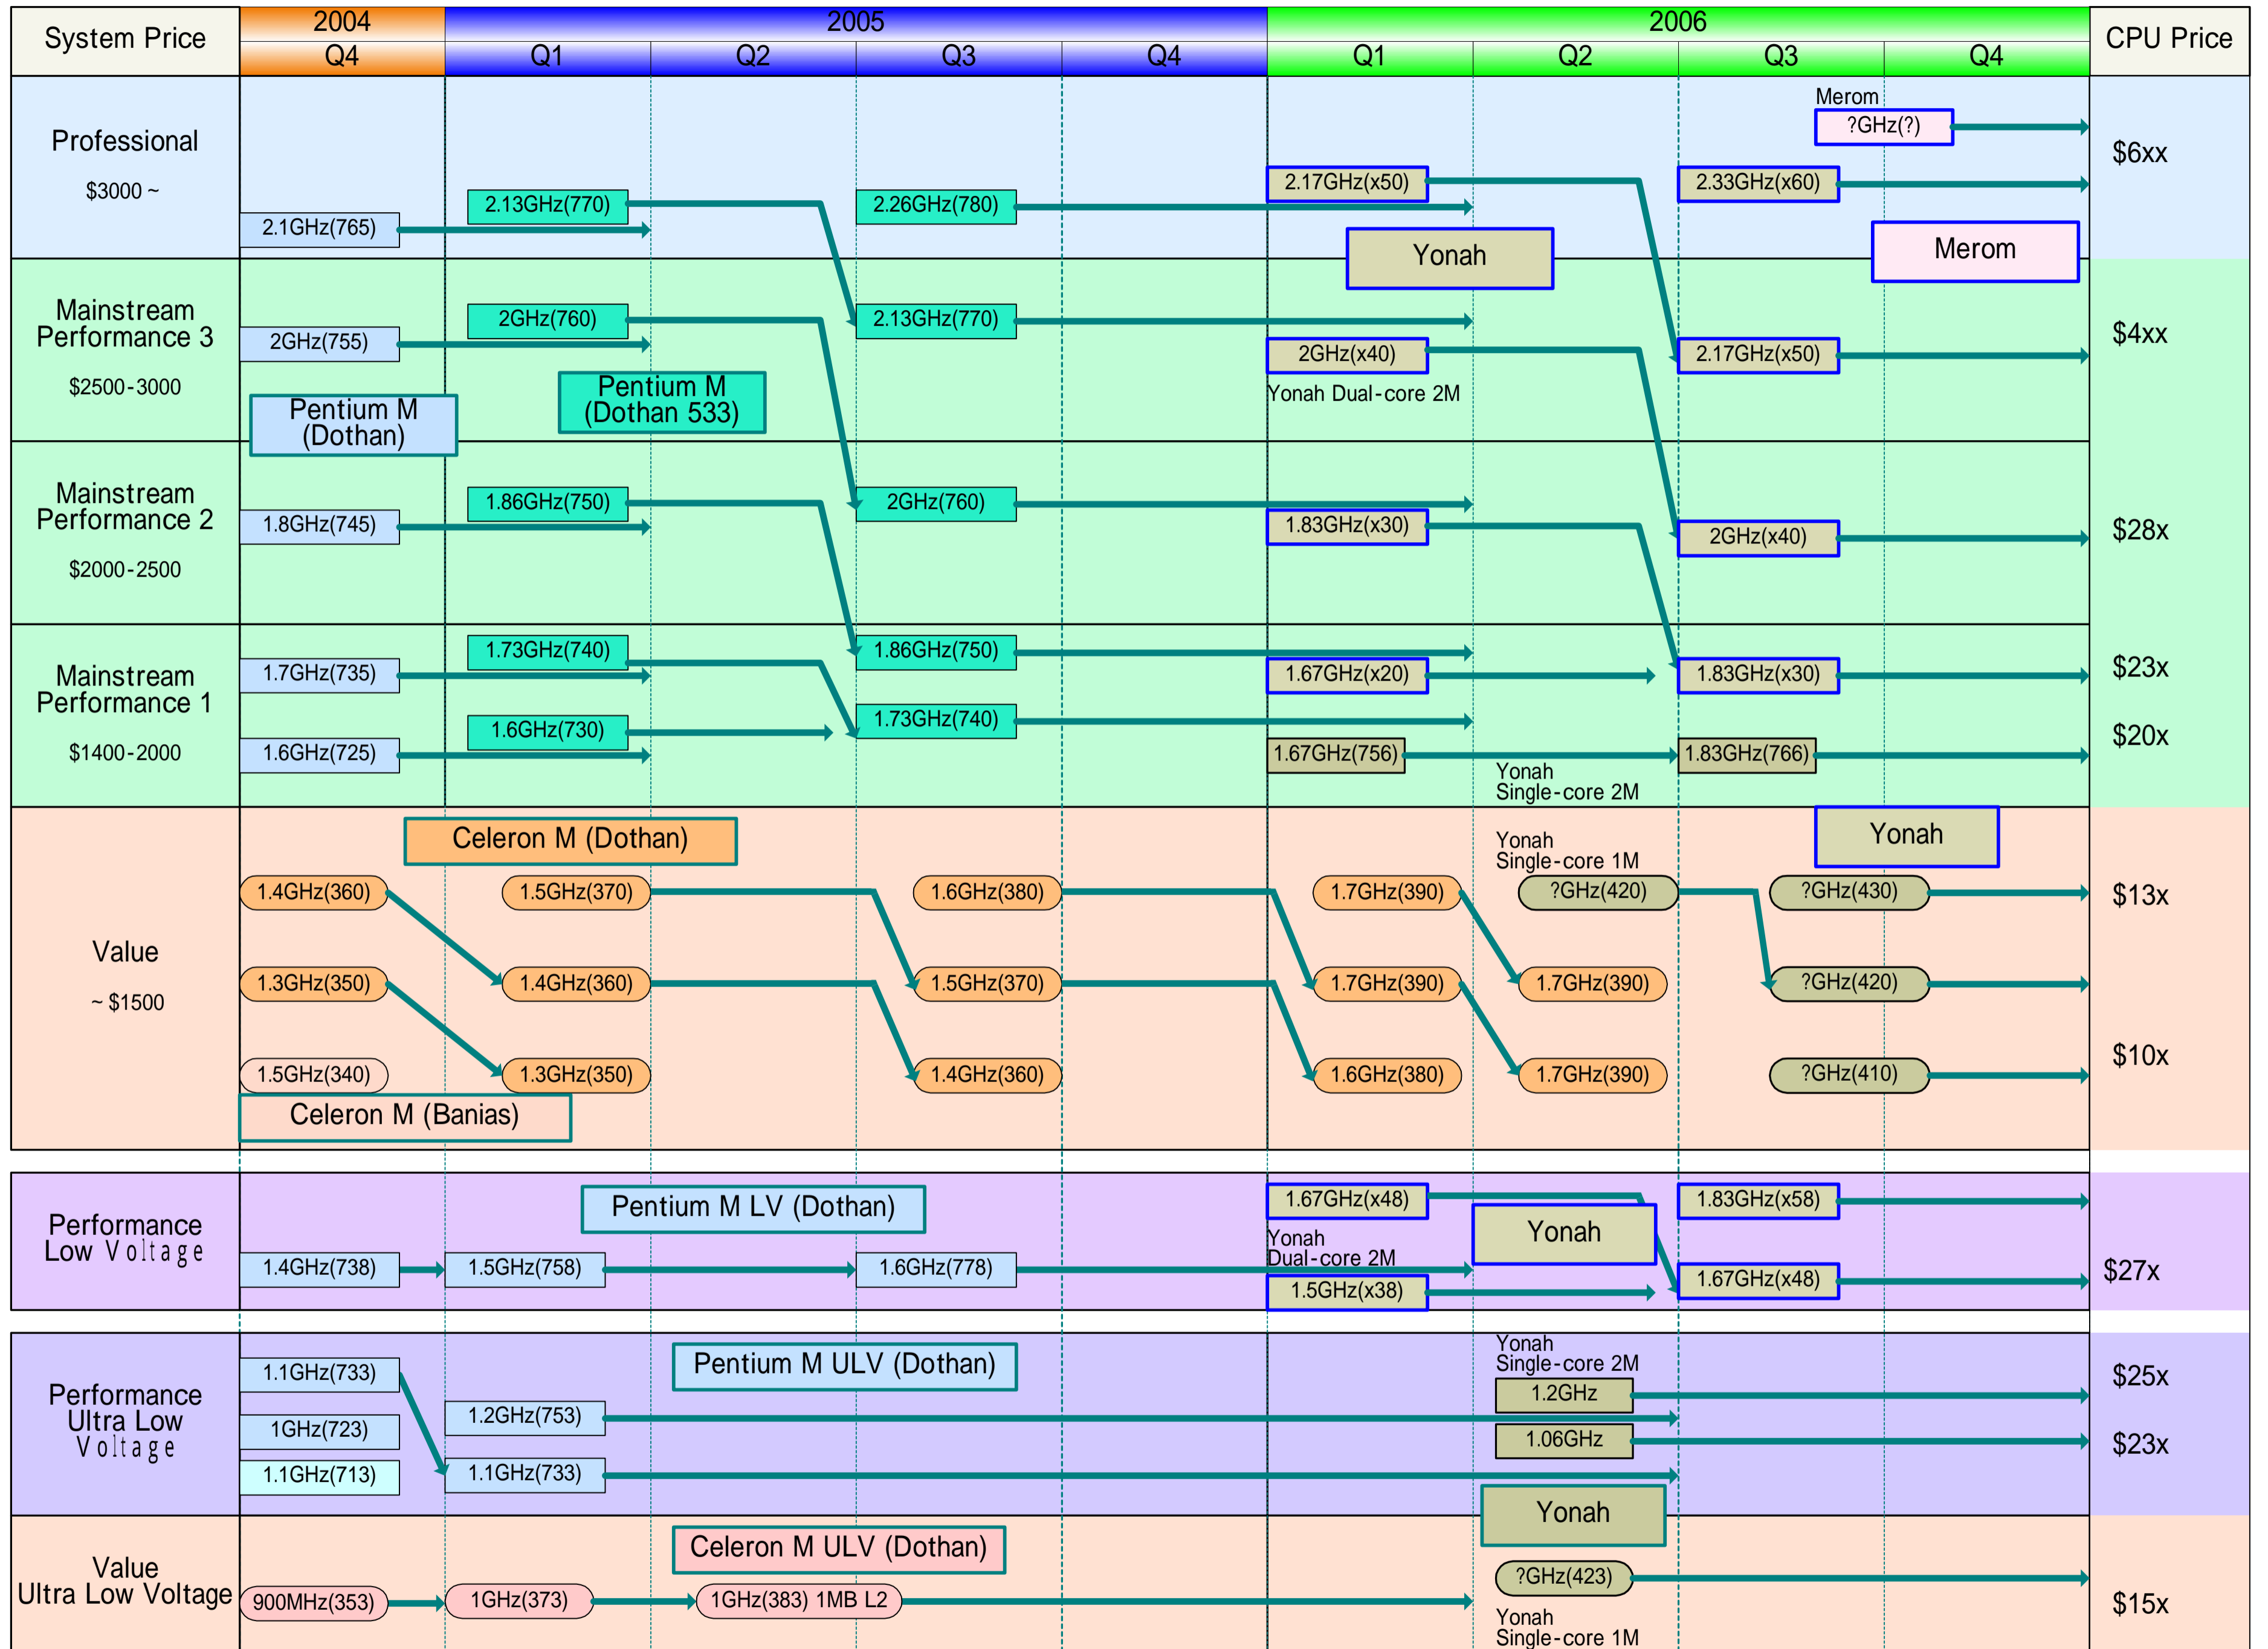 System Price
2004
2005
2006
CPU Price
Q4
Q1
Q2
Q3
Q4
Q1
Q2
Q3
Q4
Professional
$3000 ~
Merom
?GHz(?)
$6xx
2.17GHz(x50)
2.33GHz(x60)
2.13GHz(770)
2.26GHz(780)
2.1GHz(765)
Yonah
Merom
Mainstream
Performance 3
$2500-3000
2GHz(760)
2.13GHz(770)
$4xx
2GHz(755)
2GHz(x40)
2.17GHz(x50)
Yonah Dual-core 2M
Pentium M
(Dothan 533)
Pentium M
(Dothan)
Mainstream
Performance 2
$2000-2500
1.86GHz(750)
2GHz(760)
1.8GHz(745)
1.83GHz(x30)
2GHz(x40)
$28x
Mainstream
Performance 1
$1400-2000
1.73GHz(740)
1.86GHz(750)
1.7GHz(735)
1.67GHz(x20)
1.83GHz(x30)
$23x
1.6GHz(730)
1.73GHz(740)
1.6GHz(725)
1.67GHz(756)
1.83GHz(766)
$20x
Yonah
Single-core 2M
Value
~ $1500
Celeron M (Dothan)
Yonah
Single-core 1M
Yonah
1.4GHz(360)
1.5GHz(370)
1.6GHz(380)
1.7GHz(390)
?GHz(420)
?GHz(430)
$13x
1.3GHz(350)
1.4GHz(360)
1.5GHz(370)
1.7GHz(390)
1.7GHz(390)
?GHz(420)
1.5GHz(340)
1.3GHz(350)
1.4GHz(360)
1.6GHz(380)
1.7GHz(390)
?GHz(410)
$10x
Celeron M (Banias)
Performance
Low Voltage
Pentium M LV (Dothan)
1.67GHz(x48)
1.83GHz(x58)
Yonah
Yonah
Dual-core 2M
1.4GHz(738)
1.5GHz(758)
1.6GHz(778)
1.5GHz(x38)
1.67GHz(x48)
$27x
Performance
Ultra Low
Voltage
Pentium M ULV (Dothan)
Yonah
Single-core 2M
1.1GHz(733)
1.2GHz
$25x
1GHz(723)
1.2GHz(753)
1.06GHz
$23x
1.1GHz(713)
1.1GHz(733)
Yonah
Value
Ultra Low Voltage
Celeron M ULV (Dothan)
900MHz(353)
1GHz(373)
1GHz(383) 1MB L2
?GHz(423)
$15x
Yonah
Single-core 1M